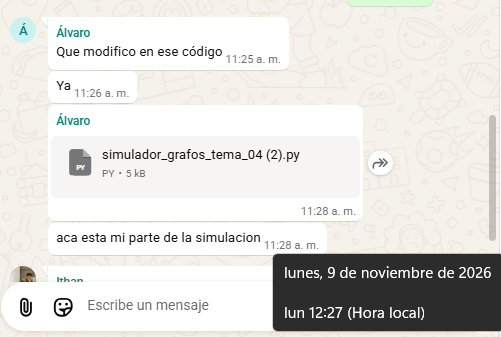 Á
Álvaro
Que modifico en ese código 11:25 a. m.
Ya 11:26 a. m.
Álvaro
simulador_grafos_tema_04 (2).py
PY
PY • 5 kB
11:28 a. m.
aca esta mi parte de la simulacion 11:28 a. m.
Ithan
Escribe un mensaje
lunes, 9 de noviembre de 2026
lun 12:27 (Hora local)